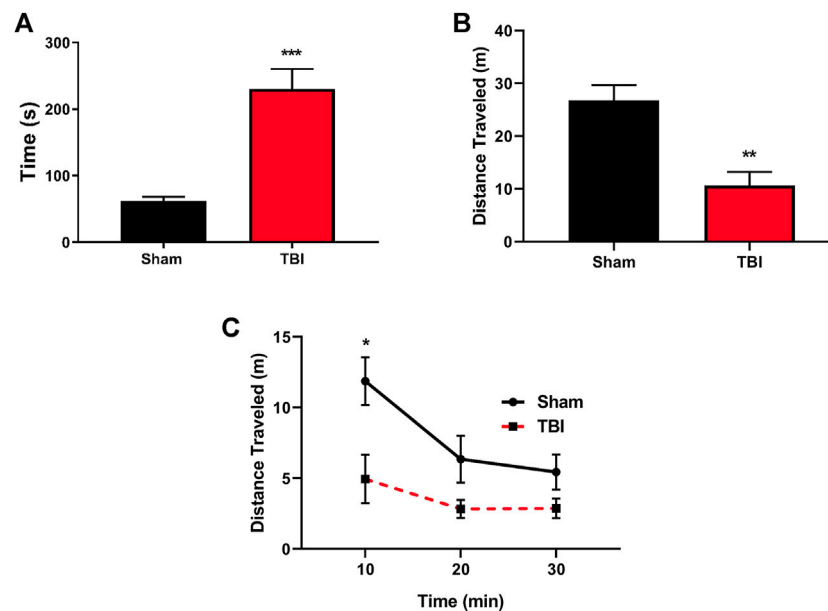 A
Time (s)
300
200
100
0
***
Sham
TBI
B
Distance Traveled (m)
40
30
20
10
0
**
Sham
TBI
C
Distance Traveled (m)
15
10
5
0
*
Sham
TBI
10
20
30
Time (min)